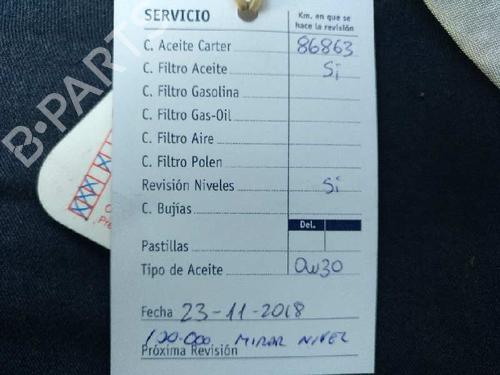 SERVICIO
Km. en que se
hace la revisión
C. Aceite Carter 86863
C. Filtro Aceite Si
C. Filtro Gasolina
C. Filtro Gas-Oil
C. Filtro Aire
C. Filtro Polen
Revisión Niveles Si
C. Bujías
Del.
Pastillas
Tipo de Aceite 0w30
Fecha 23-11-2018
MIRAR NIVEL
Próxima Revisión
B-PARTS